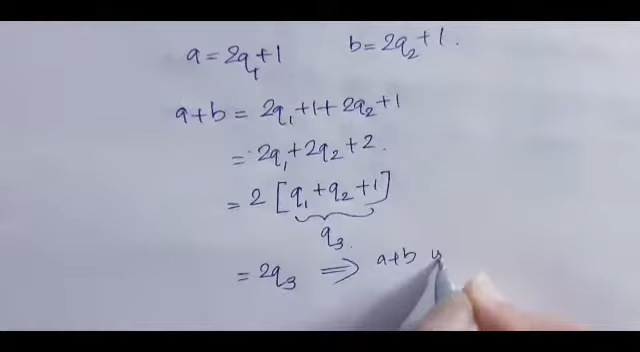 a = 2q₁+1 b = 2q₂+1.
a+b = 2q₁+1+2q₂+1
= 2q₁+2q₂+2.
= 2[q₁+q₂+1]
q₃.
= 2q₃ ⇒ a+b